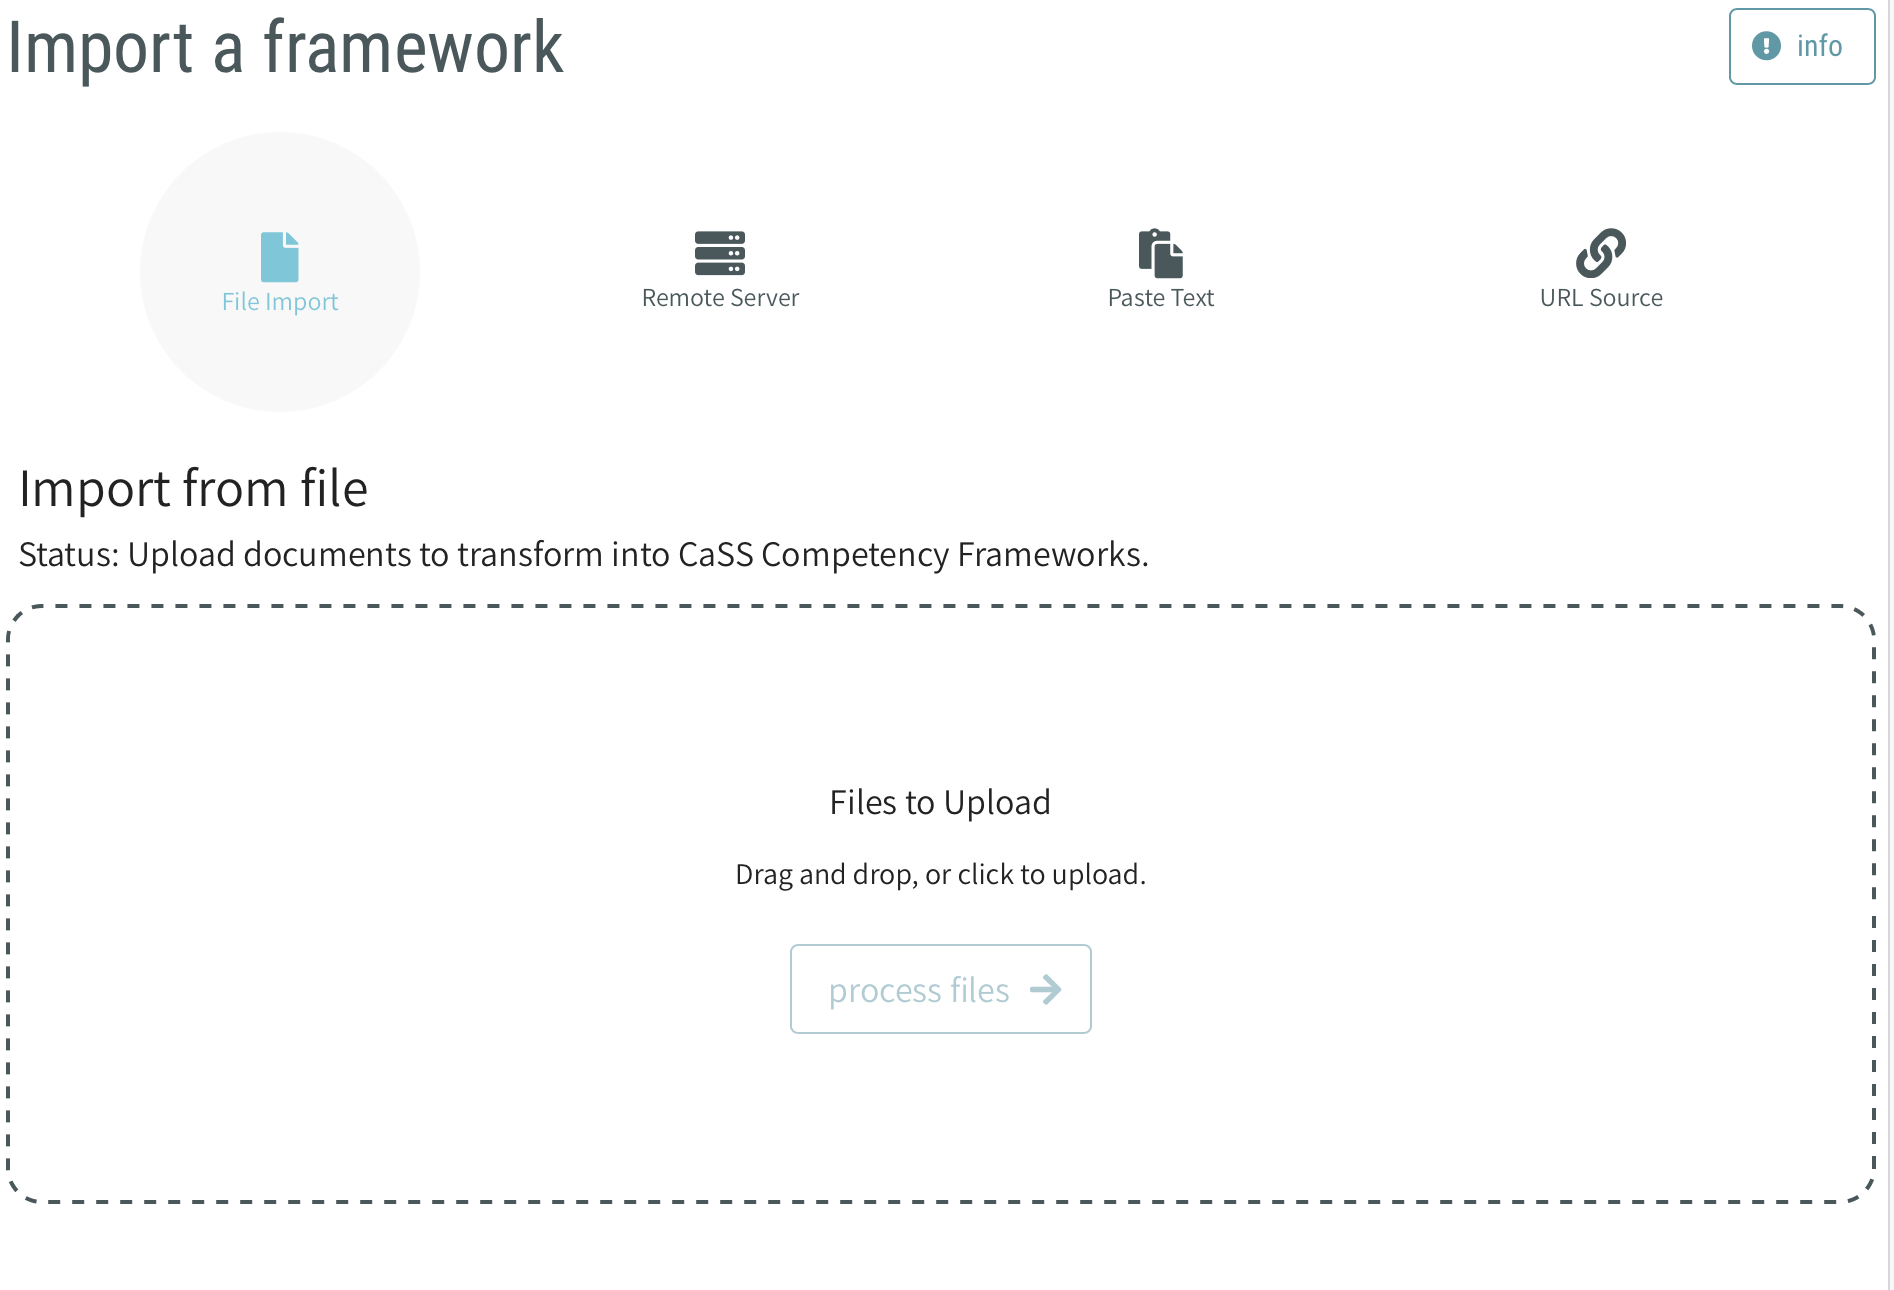 Import a framework
info
File Import
Remote Server
Paste Text
URL Source
Import from file
Status: Upload documents to transform into CaSS Competency Frameworks.
Files to Upload
Drag and drop, or click to upload.
process files